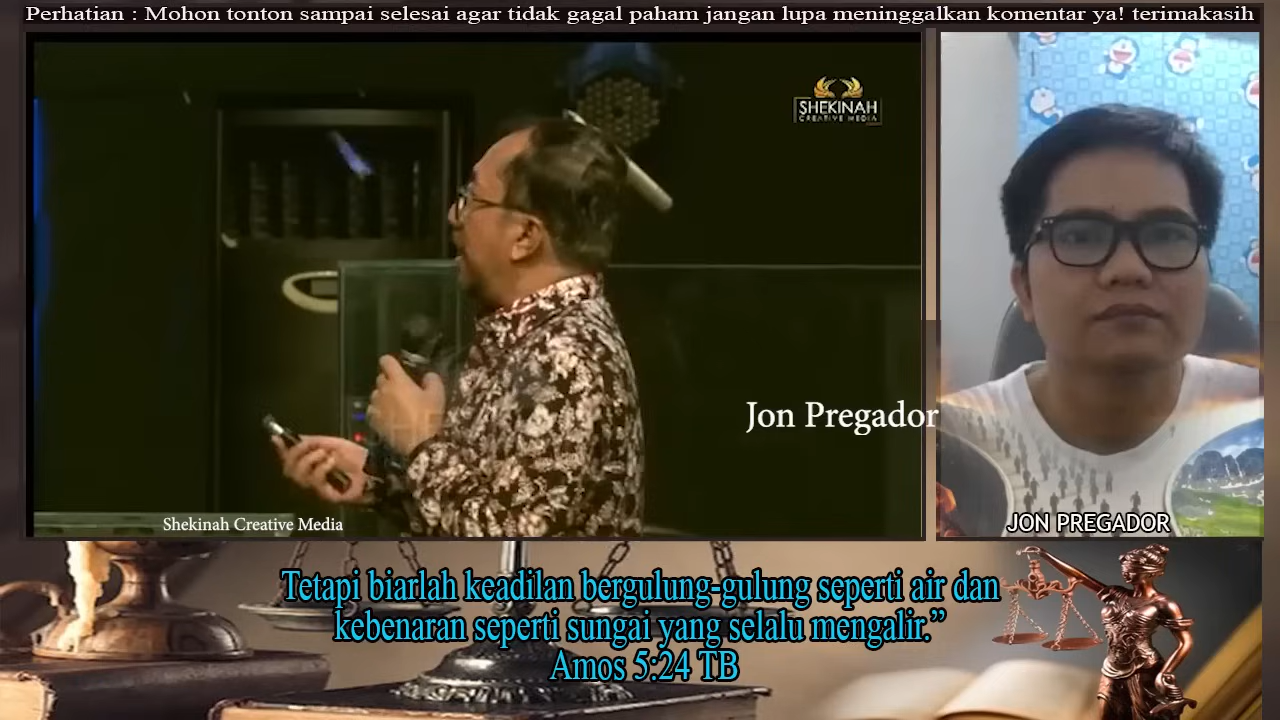 Perhatian : Mohon tonton sampai selesai agar tidak gagal paham jangan lupa meninggalkan komentar ya! terimakasih
SHEKINAH
CREATIVE MEDIA
Jon Pregador
Shekinah Creative Media
JON PREGADOR
Tetapi biarlah keadilan bergulung-gulung seperti air dan
kebenaran seperti sungai yang selalu mengalir.”
Amos 5:24 TB